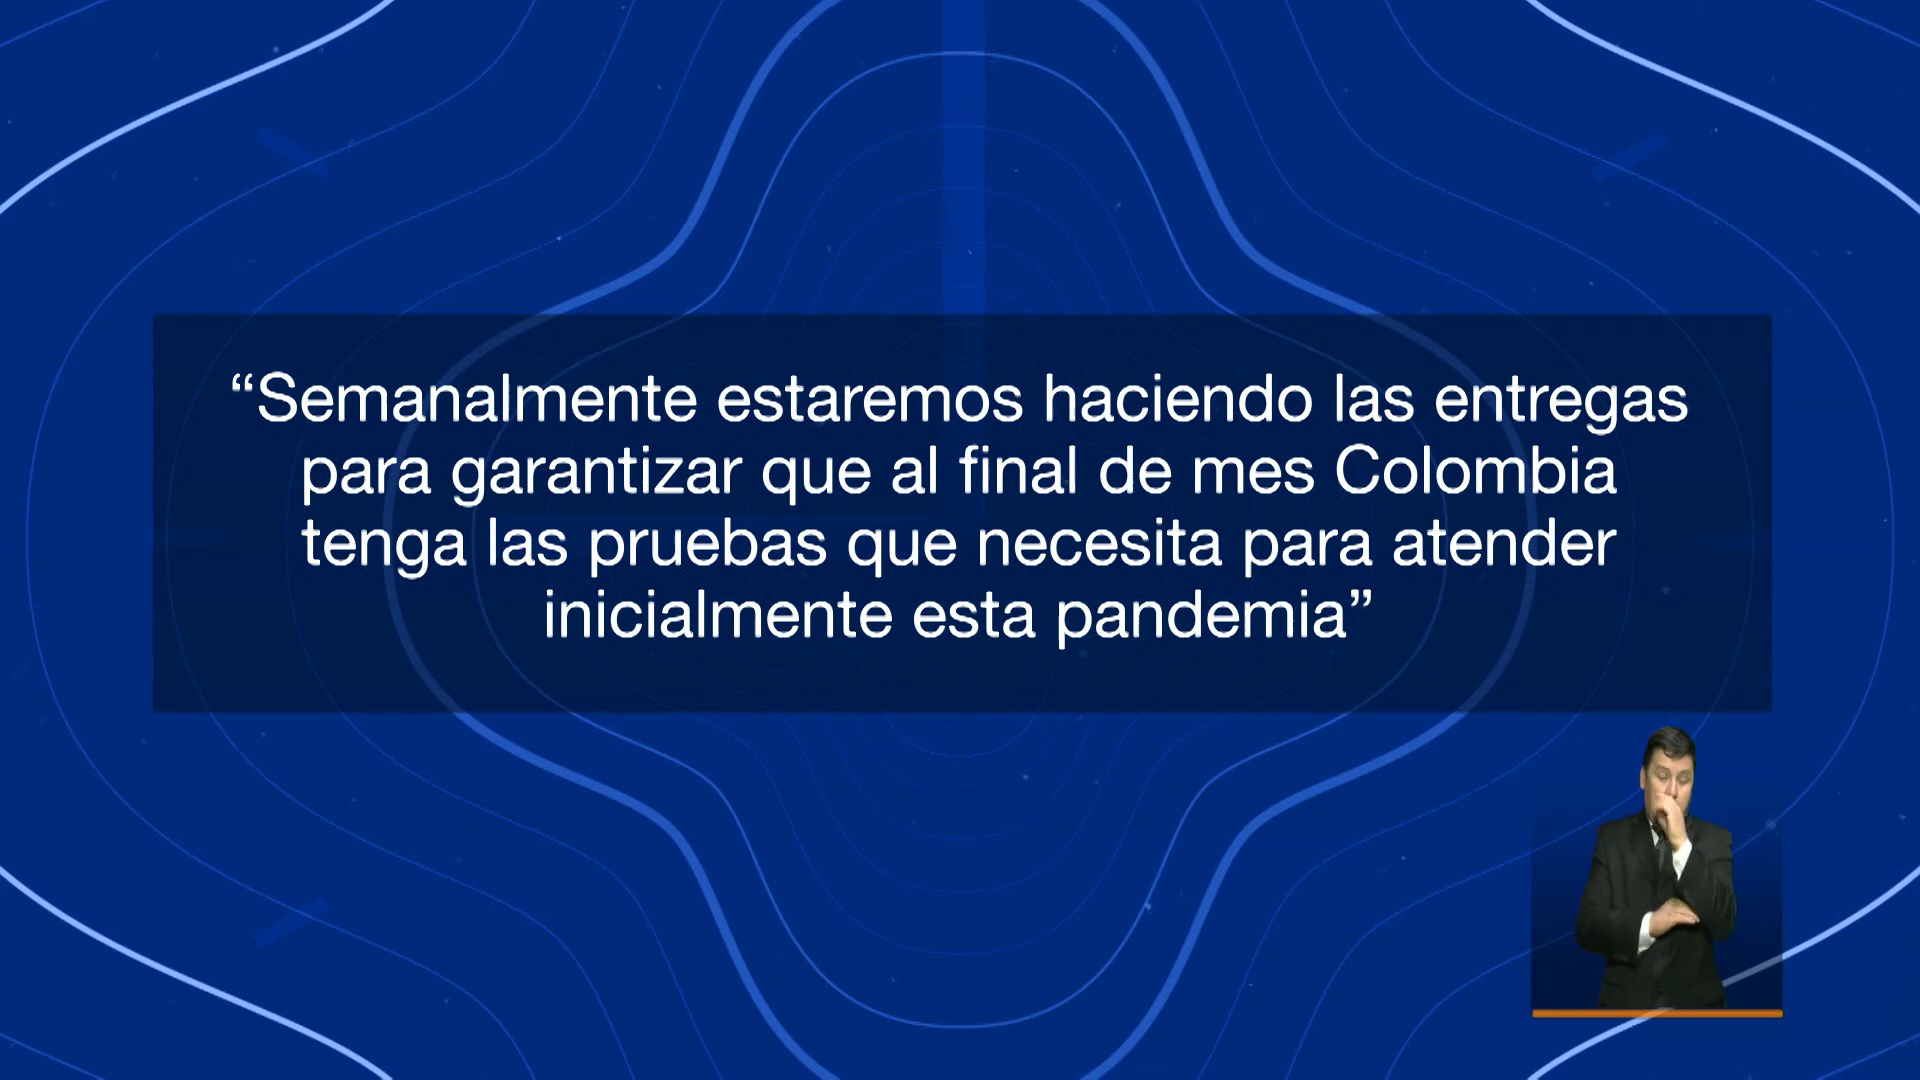 “Semanalmente estaremos haciendo las entregas
para garantizar que al final de mes Colombia
tenga las pruebas que necesita para atender
inicialmente esta pandemia”